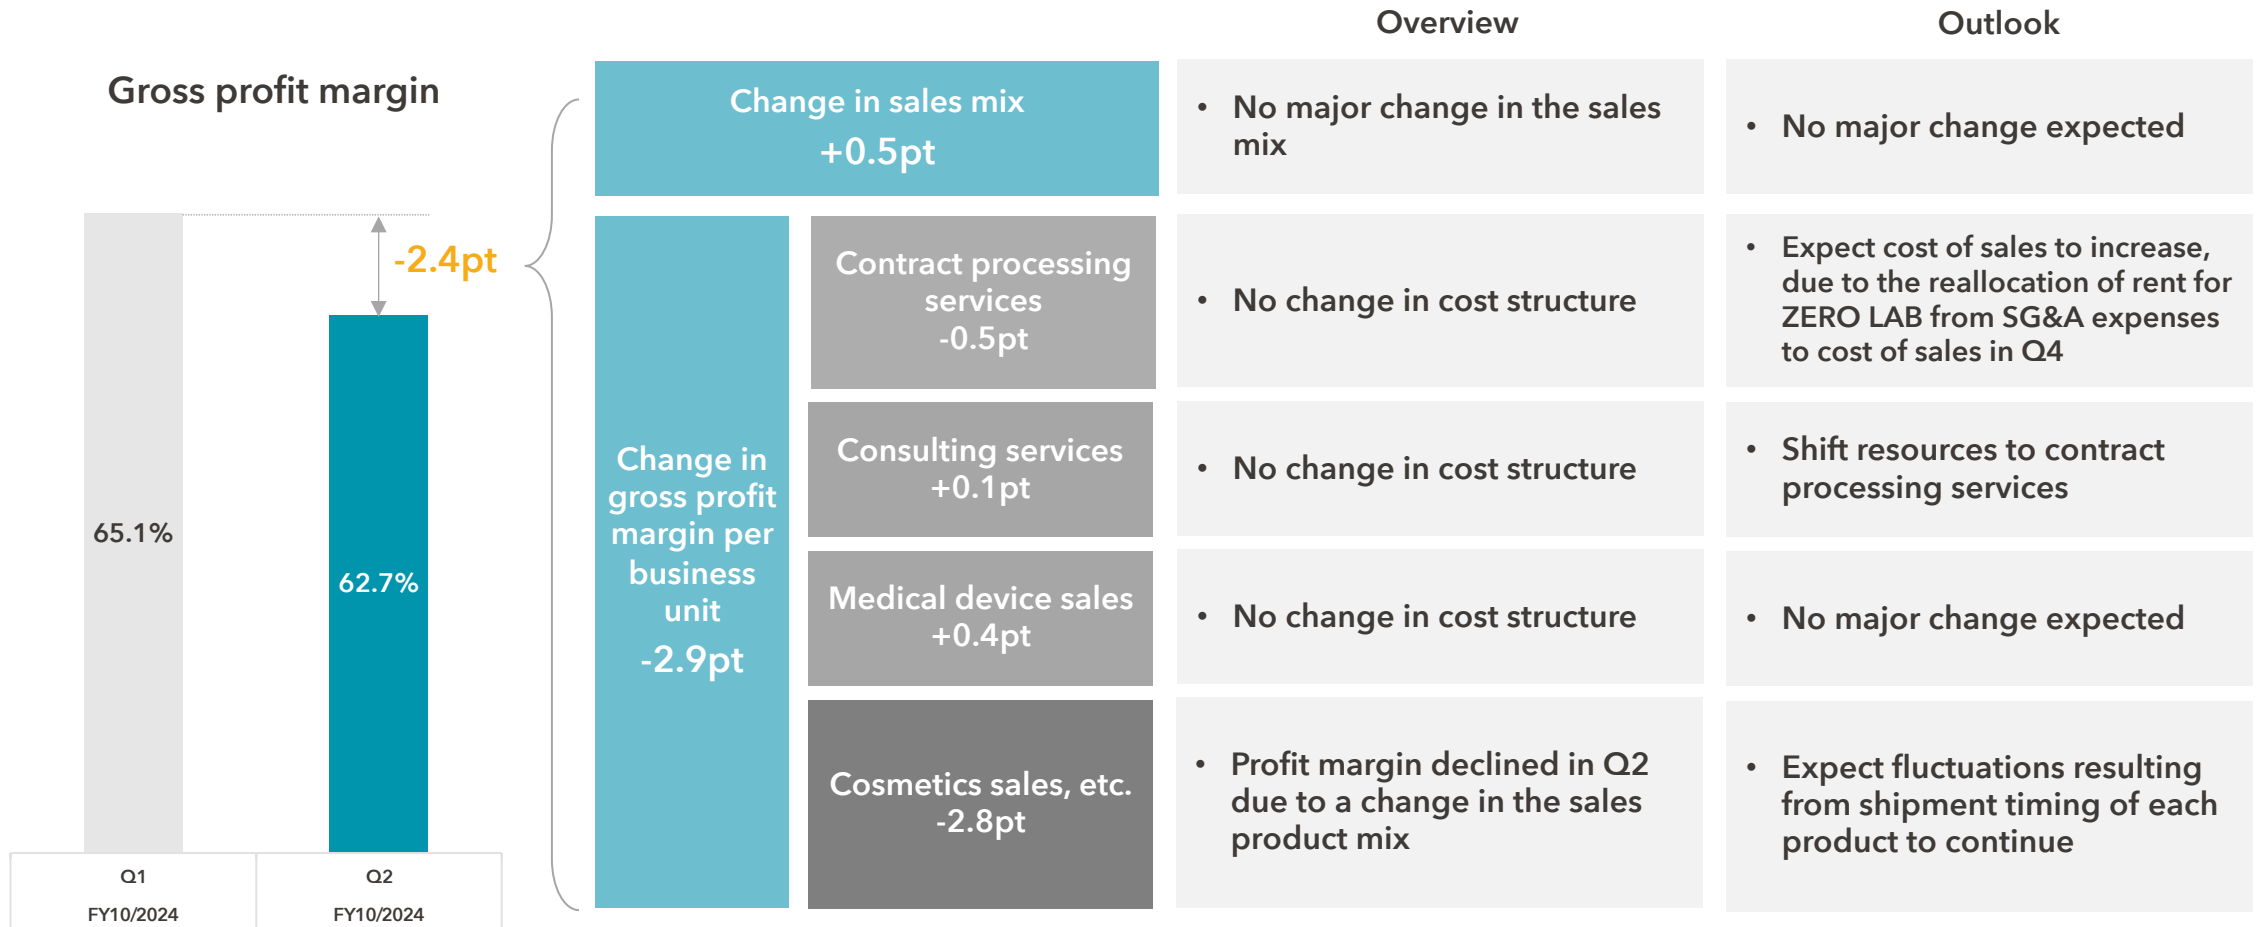 Overview
Outlook
Gross profit margin
Change in sales mix
+0.5pt
• No major change in the sales
mix
• No major change expected
-2.4pt
65.1%
62.7%
Q1
FY10/2024
Q2
FY10/2024
Change in
gross profit
margin per
business
unit
-2.9pt
Contract processing
services
-0.5pt
• No change in cost structure
• Expect cost of sales to increase,
due to the reallocation of rent for
ZERO LAB from SG&A expenses
to cost of sales in Q4
Consulting services
+0.1pt
• No change in cost structure
• Shift resources to contract
processing services
Medical device sales
+0.4pt
• No change in cost structure
• No major change expected
Cosmetics sales, etc.
-2.8pt
• Profit margin declined in Q2
due to a change in the sales
product mix
• Expect fluctuations resulting
from shipment timing of each
product to continue